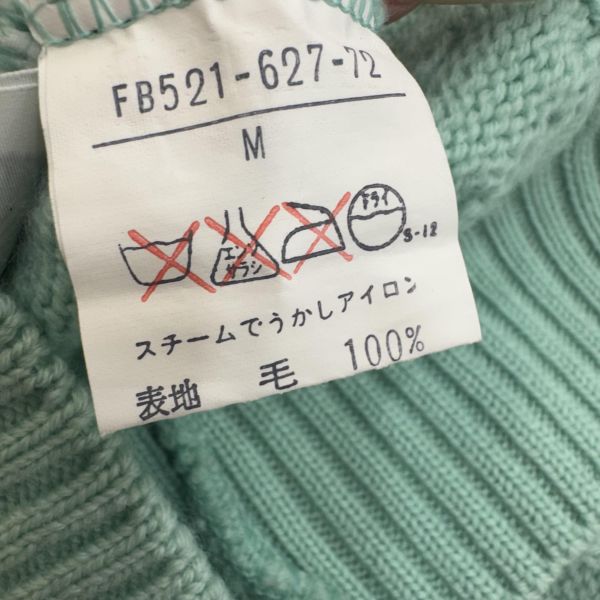 FB521-627-72
M
エンソサラシ
ドライ
S-12
スチームでうかしアイロン
表地 毛 100%